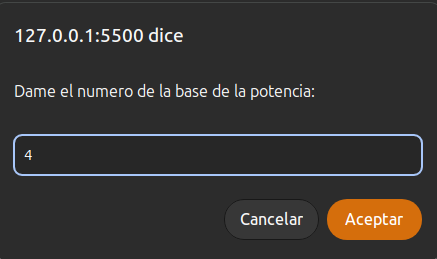 127.0.0.1:5500 dice
Dame el numero de la base de la potencia:
4
Cancelar Aceptar